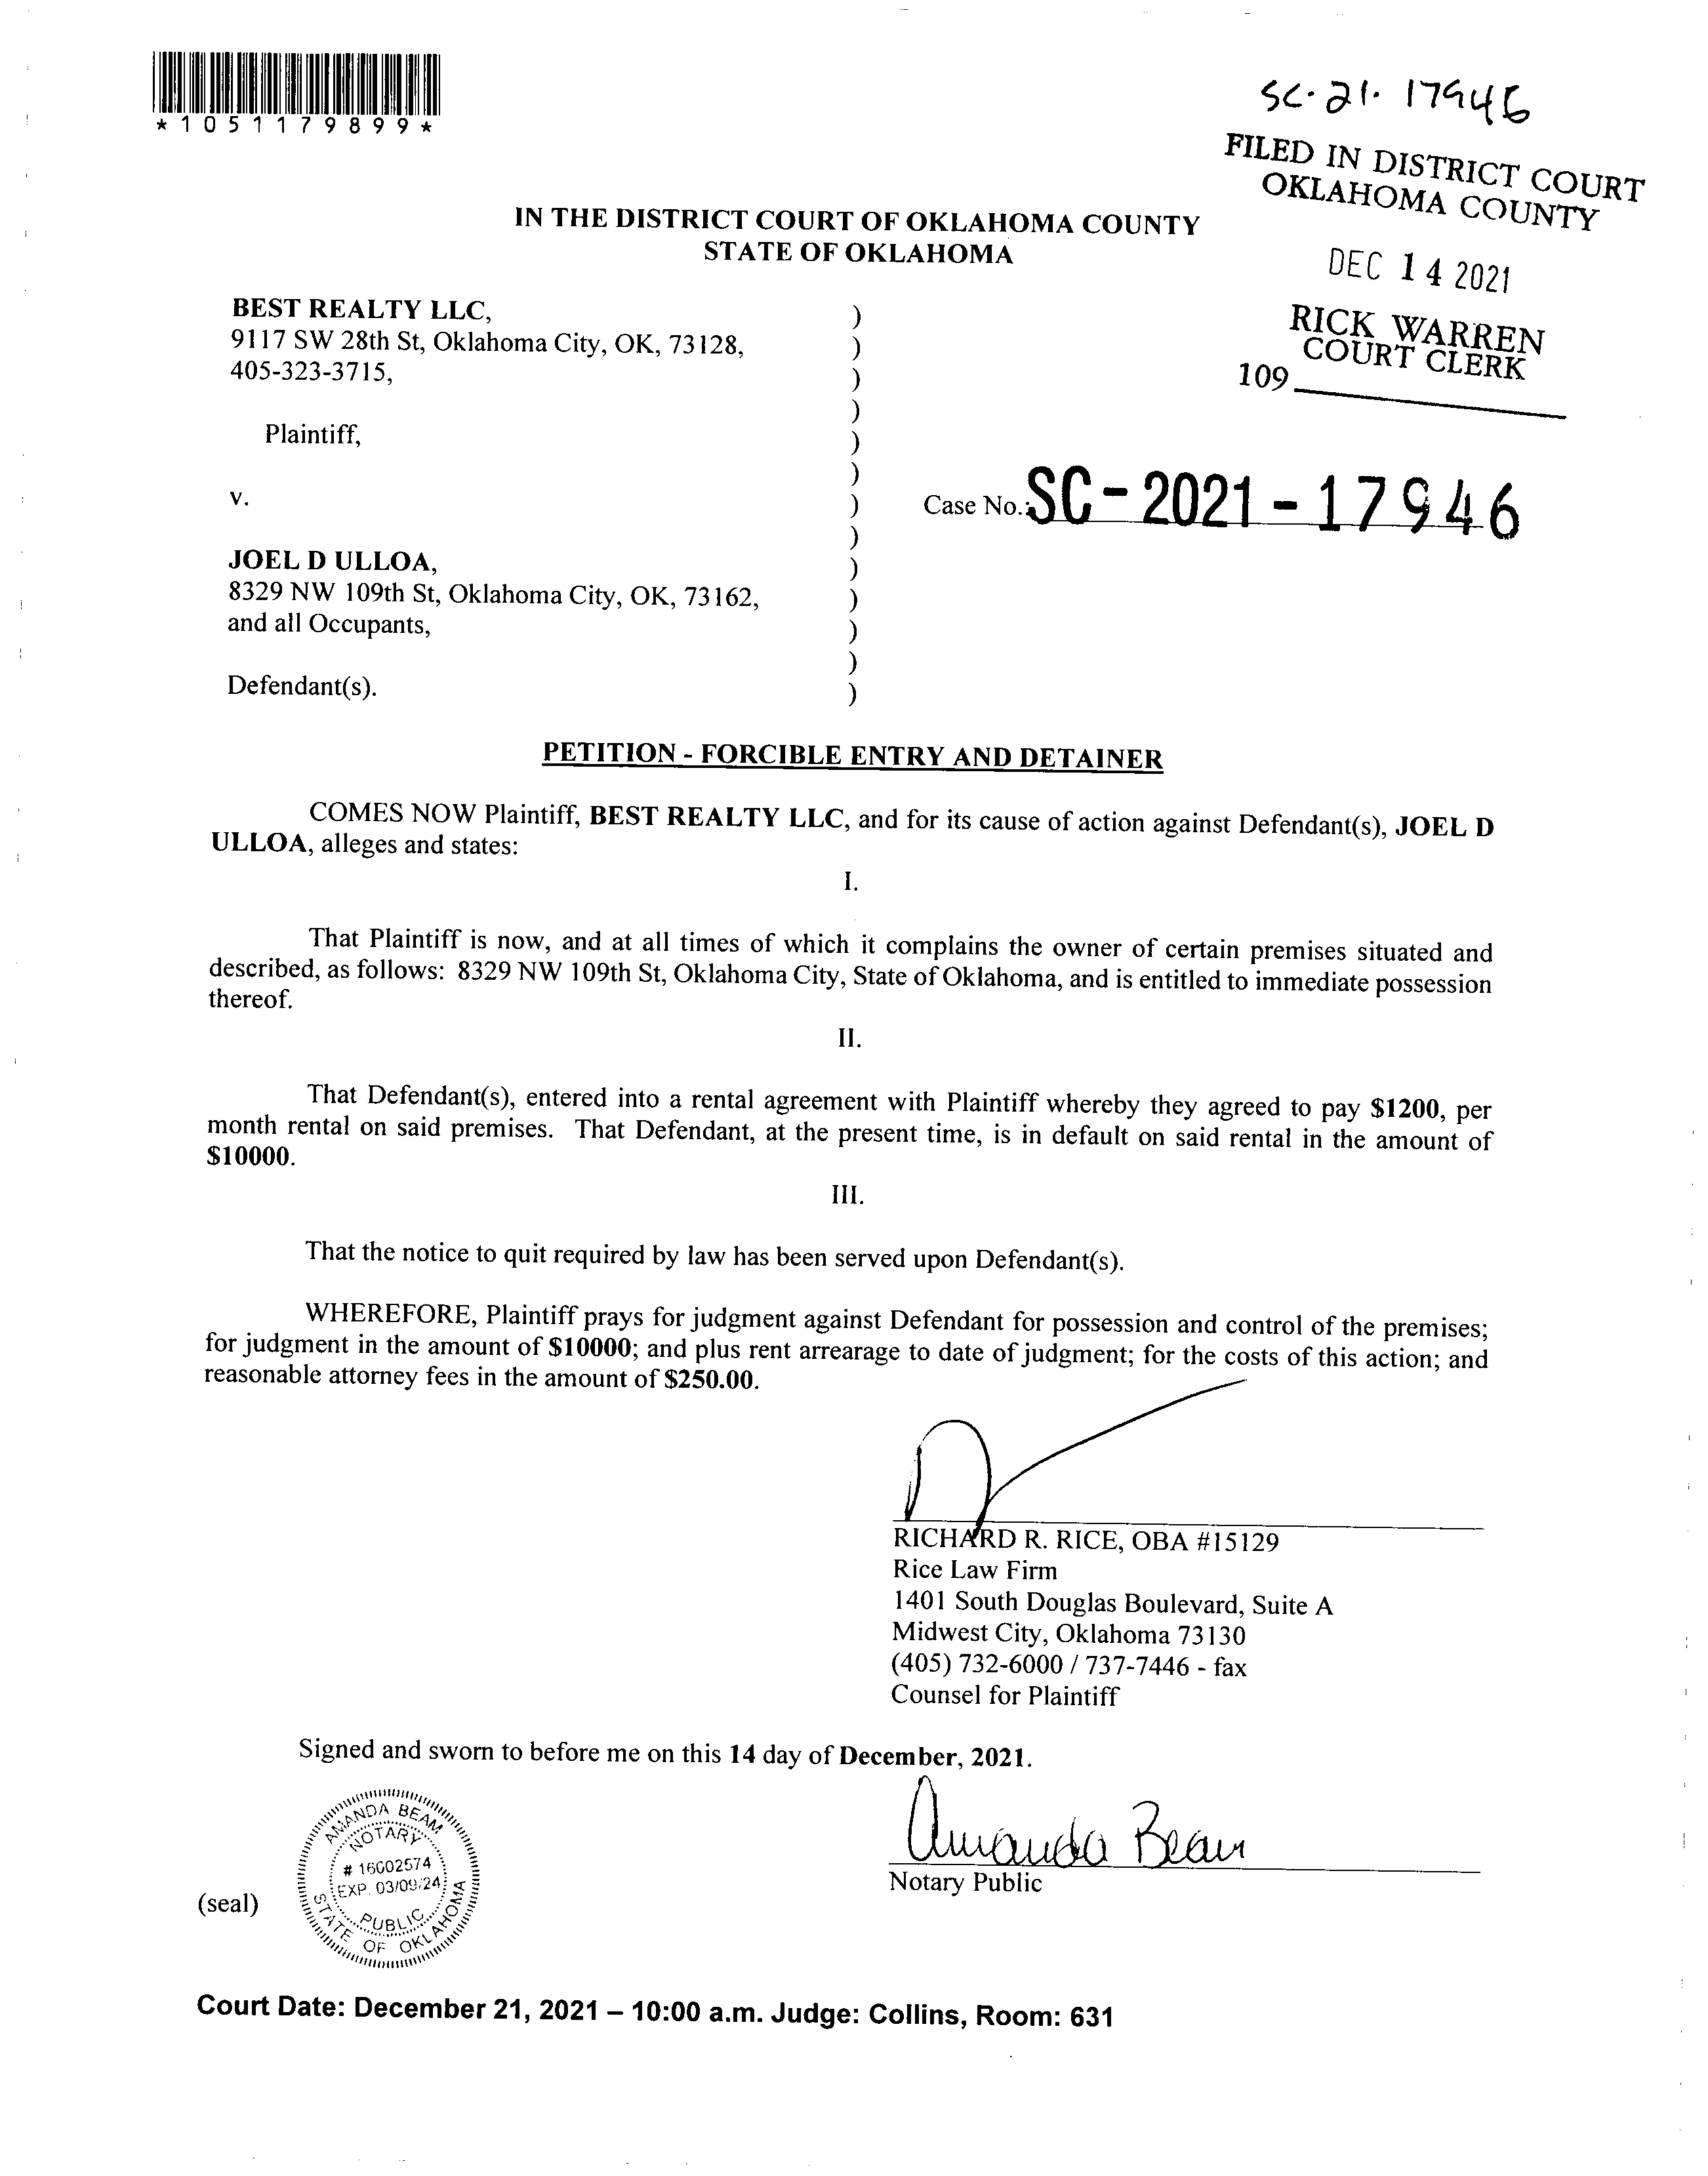 *1051179899*
SC-21-17946
FILED IN DISTRICT COURT
OKLAHOMA COUNTY
DEC 14 2021
RICK WARREN
COURT CLERK
109
IN THE DISTRICT COURT OF OKLAHOMA COUNTY
STATE OF OKLAHOMA
BEST REALTY LLC, )
9117 SW 28th St, Oklahoma City, OK, 73128, )
405-323-3715, )
)
Plaintiff, )
)
v. )
Case No.: SC-2021-17946
)
JOEL D ULLOA, )
8329 NW 109th St, Oklahoma City, OK, 73162, )
and all Occupants, )
)
Defendant(s). )
PETITION - FORCIBLE ENTRY AND DETAINER
COMES NOW Plaintiff, BEST REALTY LLC, and for its cause of action against Defendant(s), JOEL D
ULLOA, alleges and states:
I.
That Plaintiff is now, and at all times of which it complains the owner of certain premises situated and
described, as follows: 8329 NW 109th St, Oklahoma City, State of Oklahoma, and is entitled to immediate possession
thereof.
II.
That Defendant(s), entered into a rental agreement with Plaintiff whereby they agreed to pay $1200, per
month rental on said premises. That Defendant, at the present time, is in default on said rental in the amount of
$10000.
III.
That the notice to quit required by law has been served upon Defendant(s).
WHEREFORE, Plaintiff prays for judgment against Defendant for possession and control of the premises;
for judgment in the amount of $10000; and plus rent arrearage to date of judgment; for the costs of this action; and
reasonable attorney fees in the amount of $250.00.
RICHARD R. RICE, OBA #15129
Rice Law Firm
1401 South Douglas Boulevard, Suite A
Midwest City, Oklahoma 73130
(405) 732-6000 / 737-7446 - fax
Counsel for Plaintiff
Signed and sworn to before me on this 14 day of December, 2021.
Amanda Beam
Notary Public
(seal)
AMANDA BEAM
NOTARY
# 16002574
EXP. 03/09/24
PUBLIC
STATE OF OKLAHOMA
Court Date: December 21, 2021 – 10:00 a.m. Judge: Collins, Room: 631